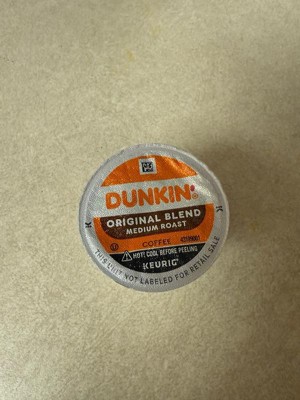 DUNKIN'
ORIGINAL BLEND
MEDIUM ROAST
COFFEE
HOT! COOL BEFORE PEELING
KEURIG
THIS UNIT NOT LABELED FOR RETAIL SALE
K
K